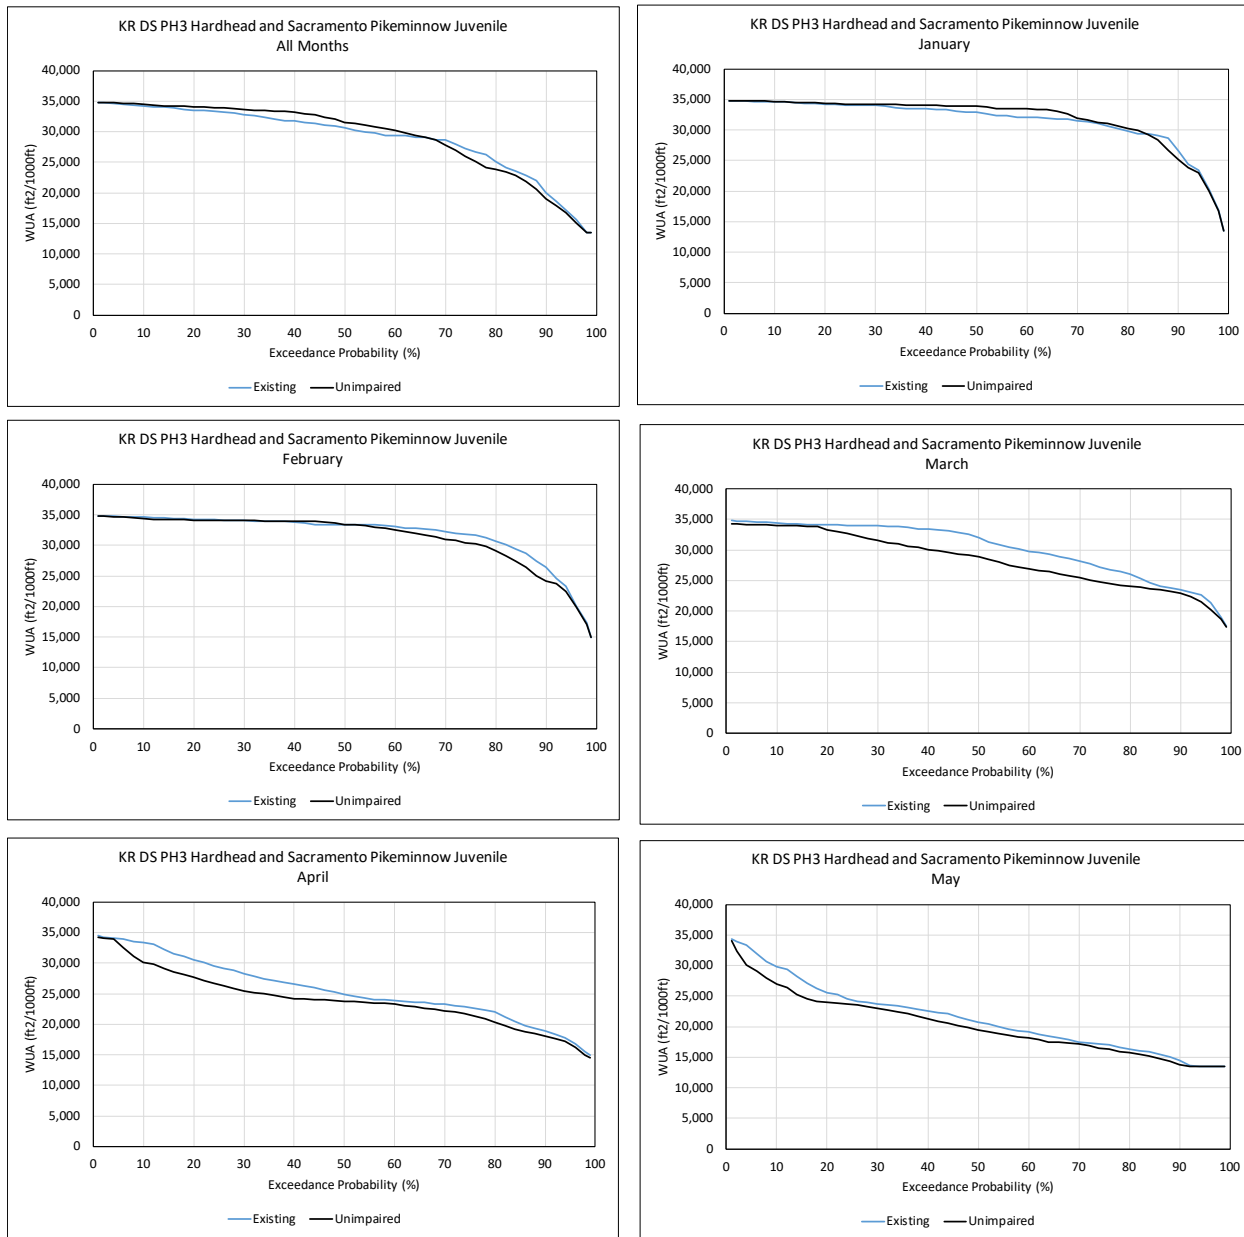 KR DS PH3 Hardhead and Sacramento Pikeminnow Juvenile
All Months
40,000
35,000
30,000
25,000
20,000
15,000
10,000
5,000
0
WUA (ft2/1000ft)
0 10 20 30 40 50 60 70 80 90 100
Exceedance Probability (%)
Existing Unimpaired
KR DS PH3 Hardhead and Sacramento Pikeminnow Juvenile
January
40,000
35,000
30,000
25,000
20,000
15,000
10,000
5,000
0
WUA (ft2/1000ft)
0 10 20 30 40 50 60 70 80 90 100
Exceedance Probability (%)
Existing Unimpaired
KR DS PH3 Hardhead and Sacramento Pikeminnow Juvenile
February
40,000
35,000
30,000
25,000
20,000
15,000
10,000
5,000
0
WUA (ft2/1000ft)
0 10 20 30 40 50 60 70 80 90 100
Exceedance Probability (%)
Existing Unimpaired
KR DS PH3 Hardhead and Sacramento Pikeminnow Juvenile
March
40,000
35,000
30,000
25,000
20,000
15,000
10,000
5,000
0
WUA (ft2/1000ft)
0 10 20 30 40 50 60 70 80 90 100
Exceedance Probability (%)
Existing Unimpaired
KR DS PH3 Hardhead and Sacramento Pikeminnow Juvenile
April
40,000
35,000
30,000
25,000
20,000
15,000
10,000
5,000
0
WUA (ft2/1000ft)
0 10 20 30 40 50 60 70 80 90 100
Exceedance Probability (%)
Existing Unimpaired
KR DS PH3 Hardhead and Sacramento Pikeminnow Juvenile
May
40,000
35,000
30,000
25,000
20,000
15,000
10,000
5,000
0
WUA (ft2/1000ft)
0 10 20 30 40 50 60 70 80 90 100
Exceedance Probability (%)
Existing Unimpaired